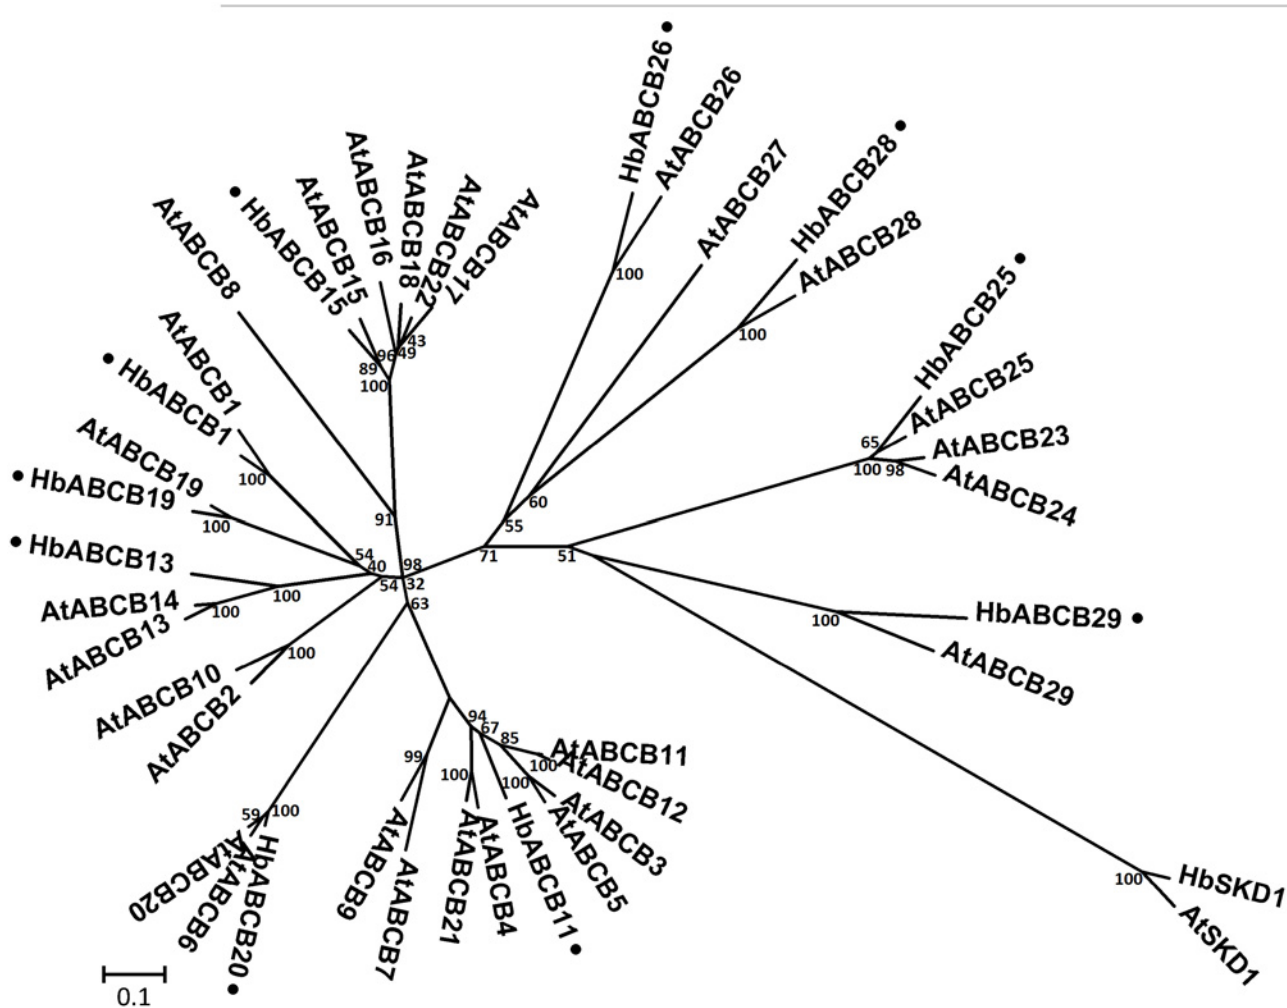 HbABCB26
AtABCB26
AtABCB27
HbABCB28
AtABCB28
HbABCB25
AtABCB25
AtABCB23
AtABCB24
HbABCB29
AtABCB29
HbSKD1
AtSKD1
AtABCB11
AtABCB12
AtABCB3
AtABCB5
HbABCB11
AtABCB4
AtABCB21
AtABCB7
AtABCB9
HbABCB20
AtABCB6
AtABCB20
AtABCB2
AtABCB10
AtABCB13
AtABCB14
HbABCB13
HbABCB19
AtABCB19
HbABCB1
AtABCB1
AtABCB8
HbABCB15
AtABCB15
AtABCB16
AtABCB18
AtABCB22
AtABCB17
100
100
65
100
98
100
100
51
71
55
60
98
32
63
91
100
89
96
49
43
100
100
54
40
54
100
100
100
59
100
99
94
67
85
100
100
100
0.1